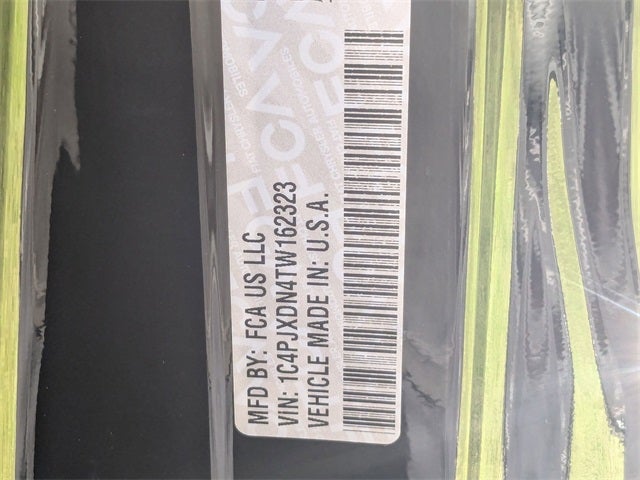 MFD BY: FCA US LLC
VIN: 1C4PJXDN4TW162323
VEHICLE MADE IN: U.S.A.